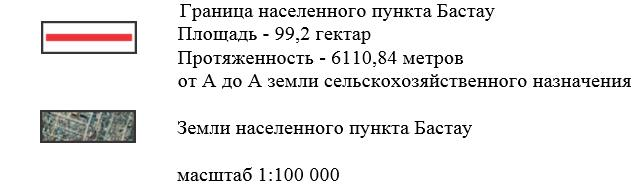 Граница населенного пункта Бастау
Площадь - 99,2 гектар
Протяженность - 6110,84 метров
от А до А земли сельскохозяйственного назначения
Земли населенного пункта Бастау
масштаб 1:100 000